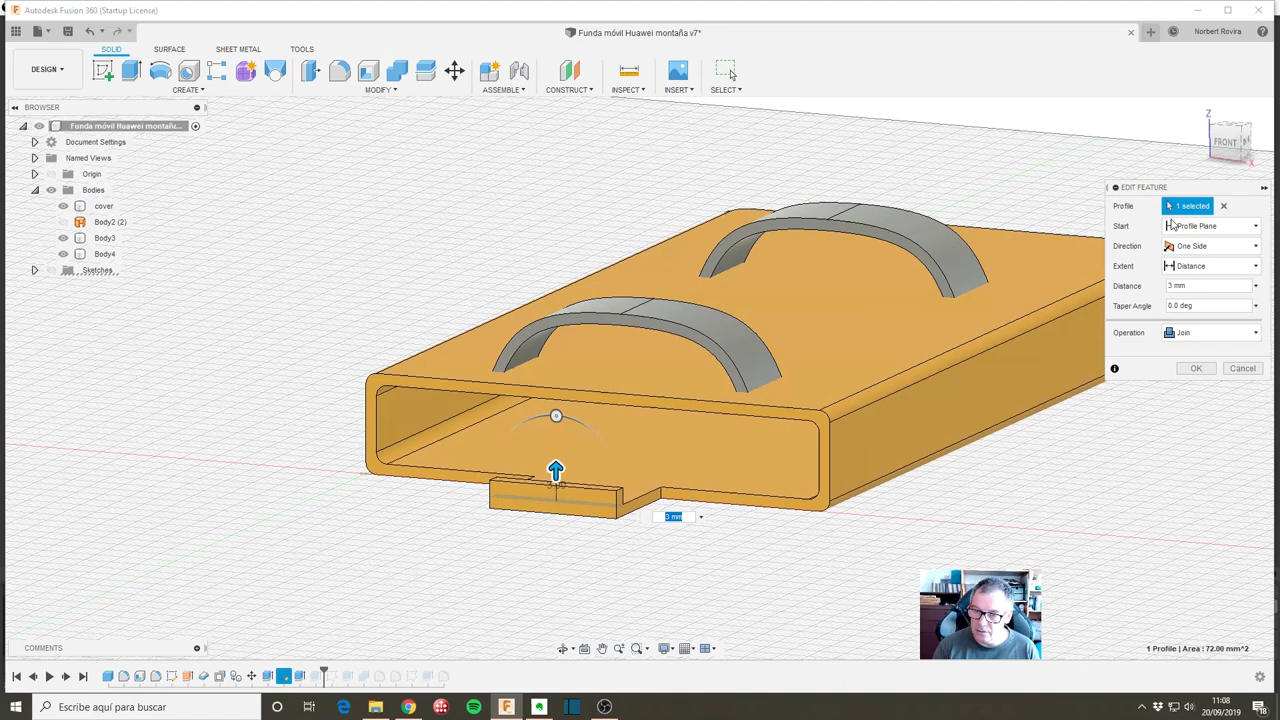 Autodesk Fusion 360 (Startup License)
Funda móvil Huawei montaña v7*
Norbert Rovira
SOLID SURFACE SHEET METAL TOOLS
DESIGN
CREATE MODIFY ASSEMBLE CONSTRUCT INSPECT INSERT SELECT
BROWSER
Funda móvil Huawei montañ...
Document Settings
Named Views
Origin
Bodies
cover
Body2 (2)
Body3
Body4
Sketches
Z
FRONT
X
EDIT FEATURE
Profile 1 selected
Start Profile Plane
Direction One Side
Extent Distance
Distance 3 mm
Taper Angle 0.0 deg
Operation Join
OK Cancel
3 mm
COMMENTS
1 Profile | Area : 72.00 mm^2
Escribe aquí para buscar
11:08
20/09/2019
18